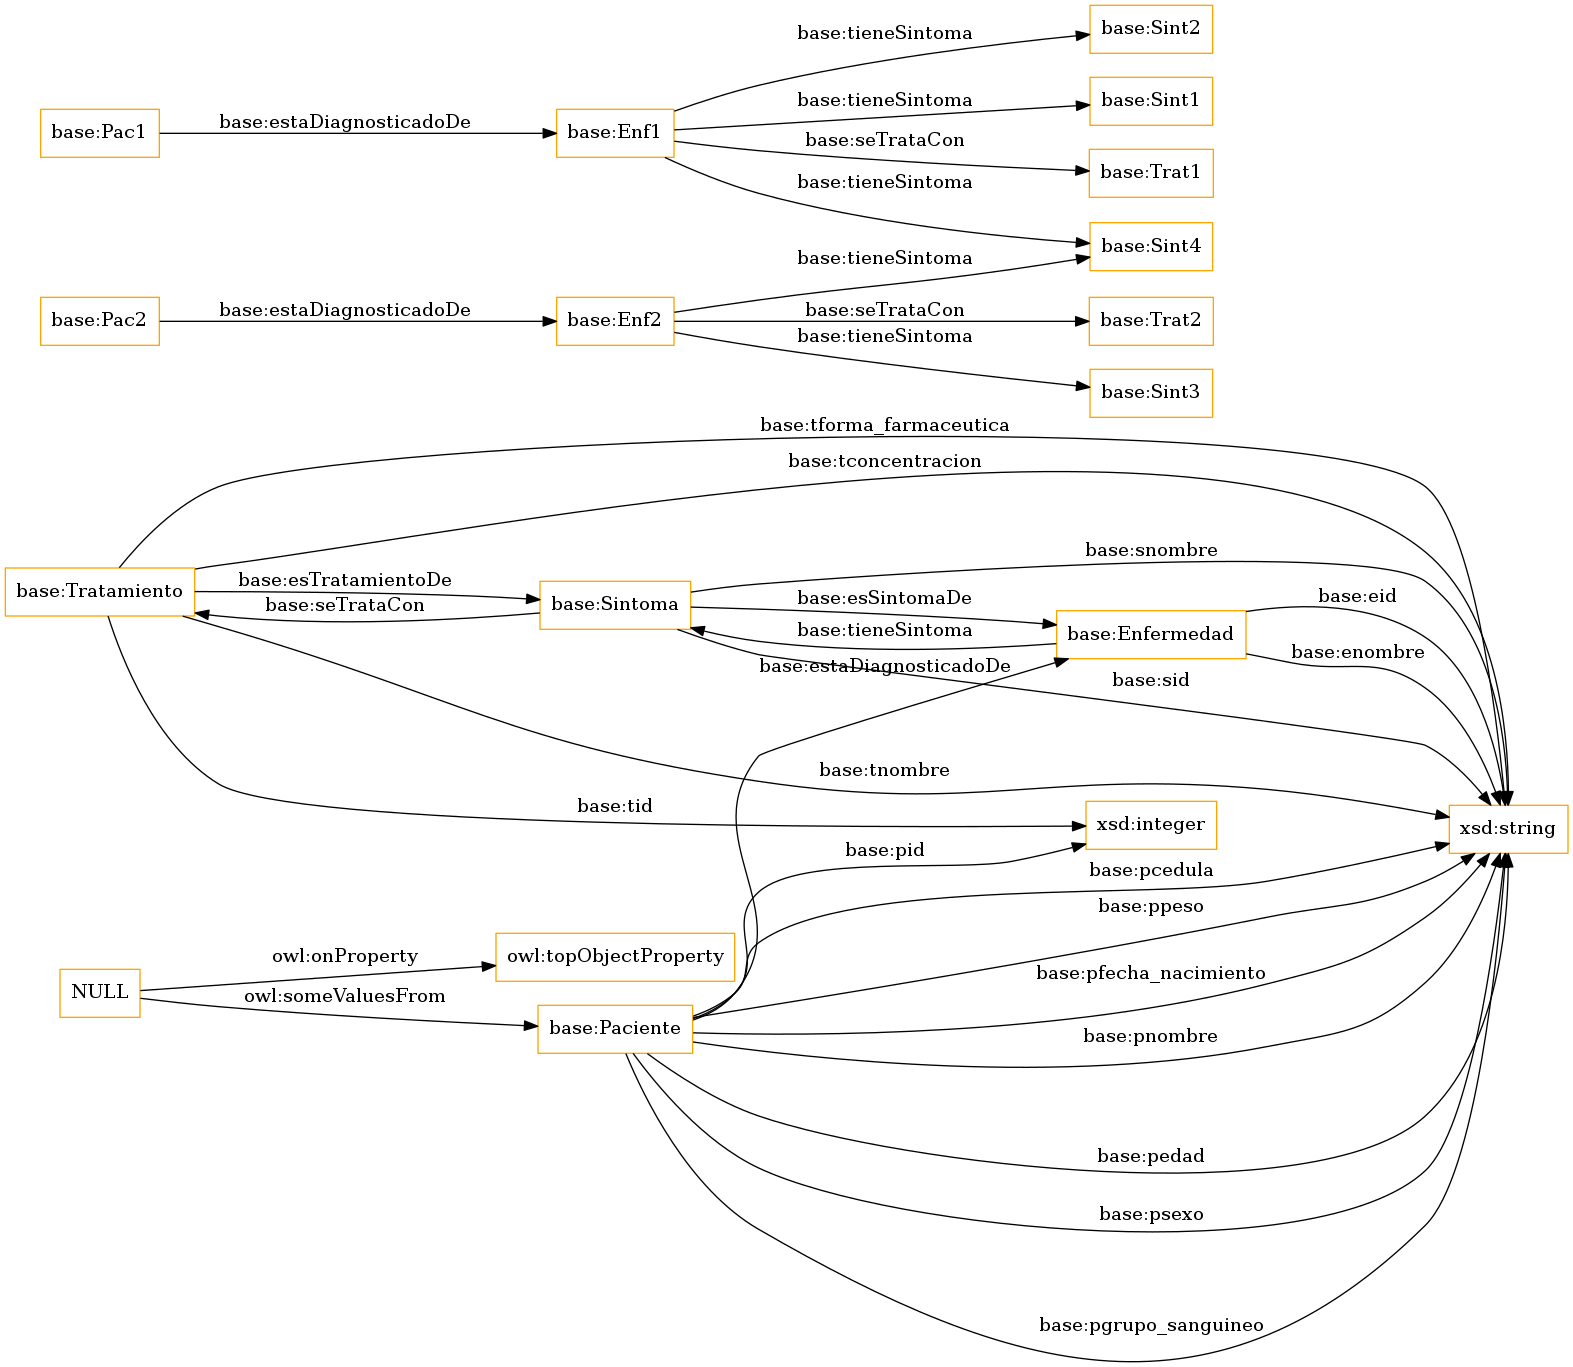 base:Sint2
base:tieneSintoma
base:Sint1
base:tieneSintoma
base:Pac1
base:estaDiagnosticadoDe
base:Enf1
base:seTrataCon
base:Trat1
base:tieneSintoma
base:Sint4
base:tieneSintoma
base:Pac2
base:estaDiagnosticadoDe
base:Enf2
base:seTrataCon
base:Trat2
base:tieneSintoma
base:Sint3
base:tforma_farmaceutica
base:tconcentracion
base:snombre
base:Tratamiento
base:esTratamientoDe
base:seTrataCon
base:Sintoma
base:esSintomaDe
base:tieneSintoma
base:Enfermedad
base:eid
base:enombre
base:estaDiagnosticadoDe
base:sid
base:tnombre
base:tid
xsd:integer
xsd:string
base:pid
base:pcedula
base:ppeso
NULL
owl:onProperty
owl:topObjectProperty
owl:someValuesFrom
base:Paciente
base:pfecha_nacimiento
base:pnombre
base:pedad
base:psexo
base:pgrupo_sanguineo